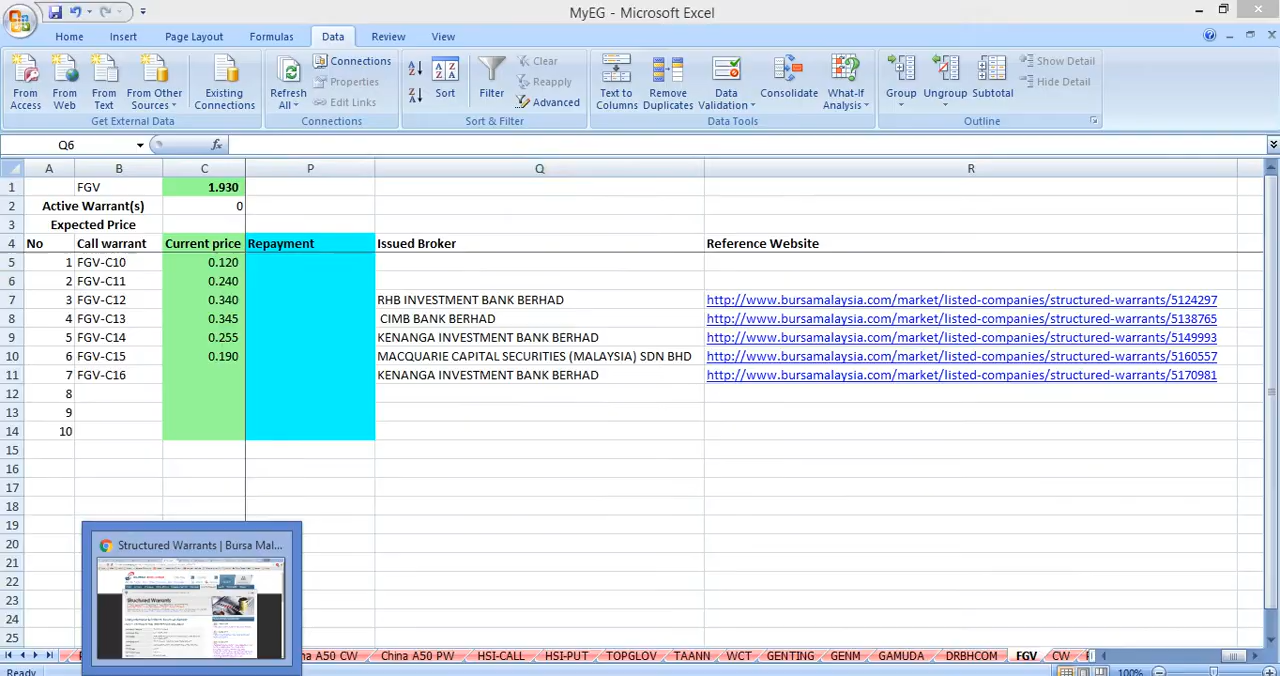 MyEG - Microsoft Excel
Home Insert Page Layout Formulas Data Review View
From Access From Web From Text From Other Sources Existing Connections Get External Data
Refresh All Connections Properties Edit Links Connections
Sort Filter Clear Reapply Advanced Sort & Filter
Text to Columns Remove Duplicates Data Validation Consolidate What-If Analysis Data Tools
Group Ungroup Subtotal Show Detail Hide Detail Outline
Q6 fx
A B C P Q R
1 FGV 1.930
2 Active Warrant(s) 0
3 Expected Price
4 No Call warrant Current price Repayment Issued Broker Reference Website
5 1 FGV-C10 0.120
6 2 FGV-C11 0.240
7 3 FGV-C12 0.340 RHB INVESTMENT BANK BERHAD http://www.bursamalaysia.com/market/listed-companies/structured-warrants/5124297
8 4 FGV-C13 0.345 CIMB BANK BERHAD http://www.bursamalaysia.com/market/listed-companies/structured-warrants/5138765
9 5 FGV-C14 0.255 KENANGA INVESTMENT BANK BERHAD http://www.bursamalaysia.com/market/listed-companies/structured-warrants/5149993
10 6 FGV-C15 0.190 MACQUARIE CAPITAL SECURITIES (MALAYSIA) SDN BHD http://www.bursamalaysia.com/market/listed-companies/structured-warrants/5160557
11 7 FGV-C16 KENANGA INVESTMENT BANK BERHAD http://www.bursamalaysia.com/market/listed-companies/structured-warrants/5170981
12 8
13 9
14 10
15
16
17
18
19
20
21
22
23
24
25
Structured Warrants | Bursa Mal...
Structured Warrants
na A50 CW China A50 PW HSI-CALL HSI-PUT TOPGLOV TAANN WCT GENTING GENM GAMUDA DRBHCOM FGV CW
Ready 100%